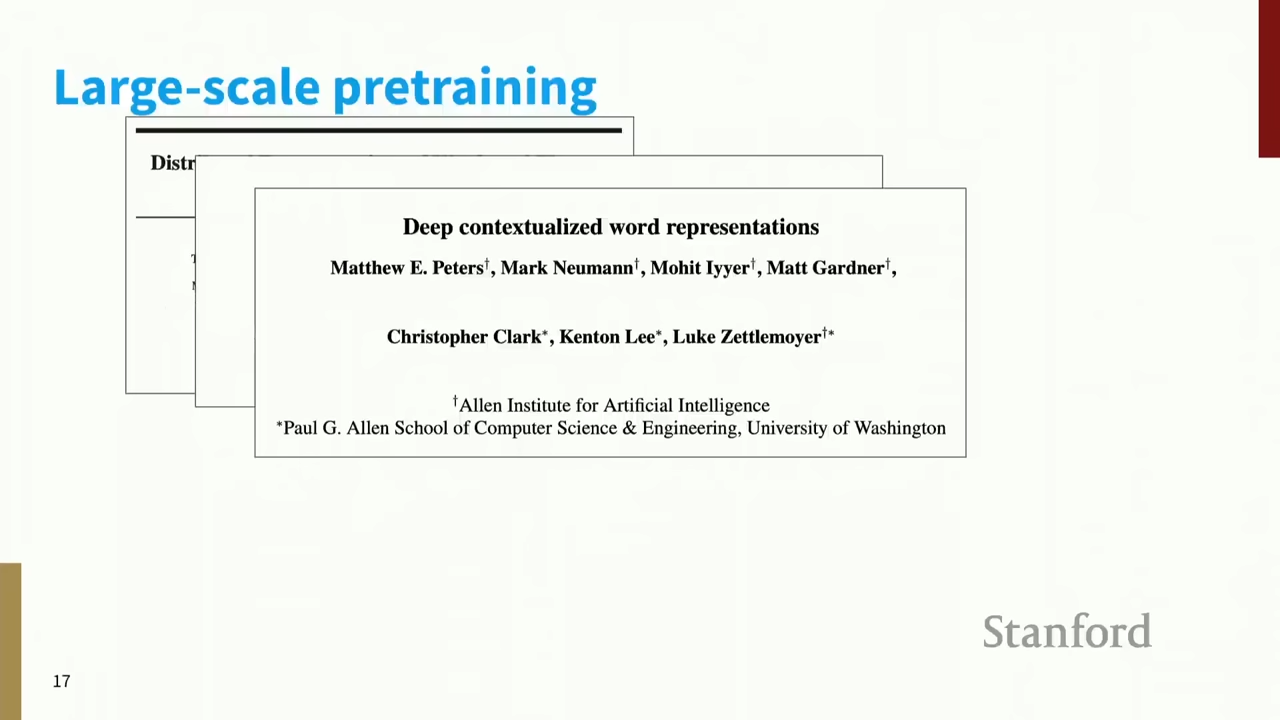 Large-scale pretraining
Deep contextualized word representations
Matthew E. Peters†, Mark Neumann†, Mohit Iyyer†, Matt Gardner†,
Christopher Clark*, Kenton Lee*, Luke Zettlemoyer†*
†Allen Institute for Artificial Intelligence
*Paul G. Allen School of Computer Science & Engineering, University of Washington
Stanford
17